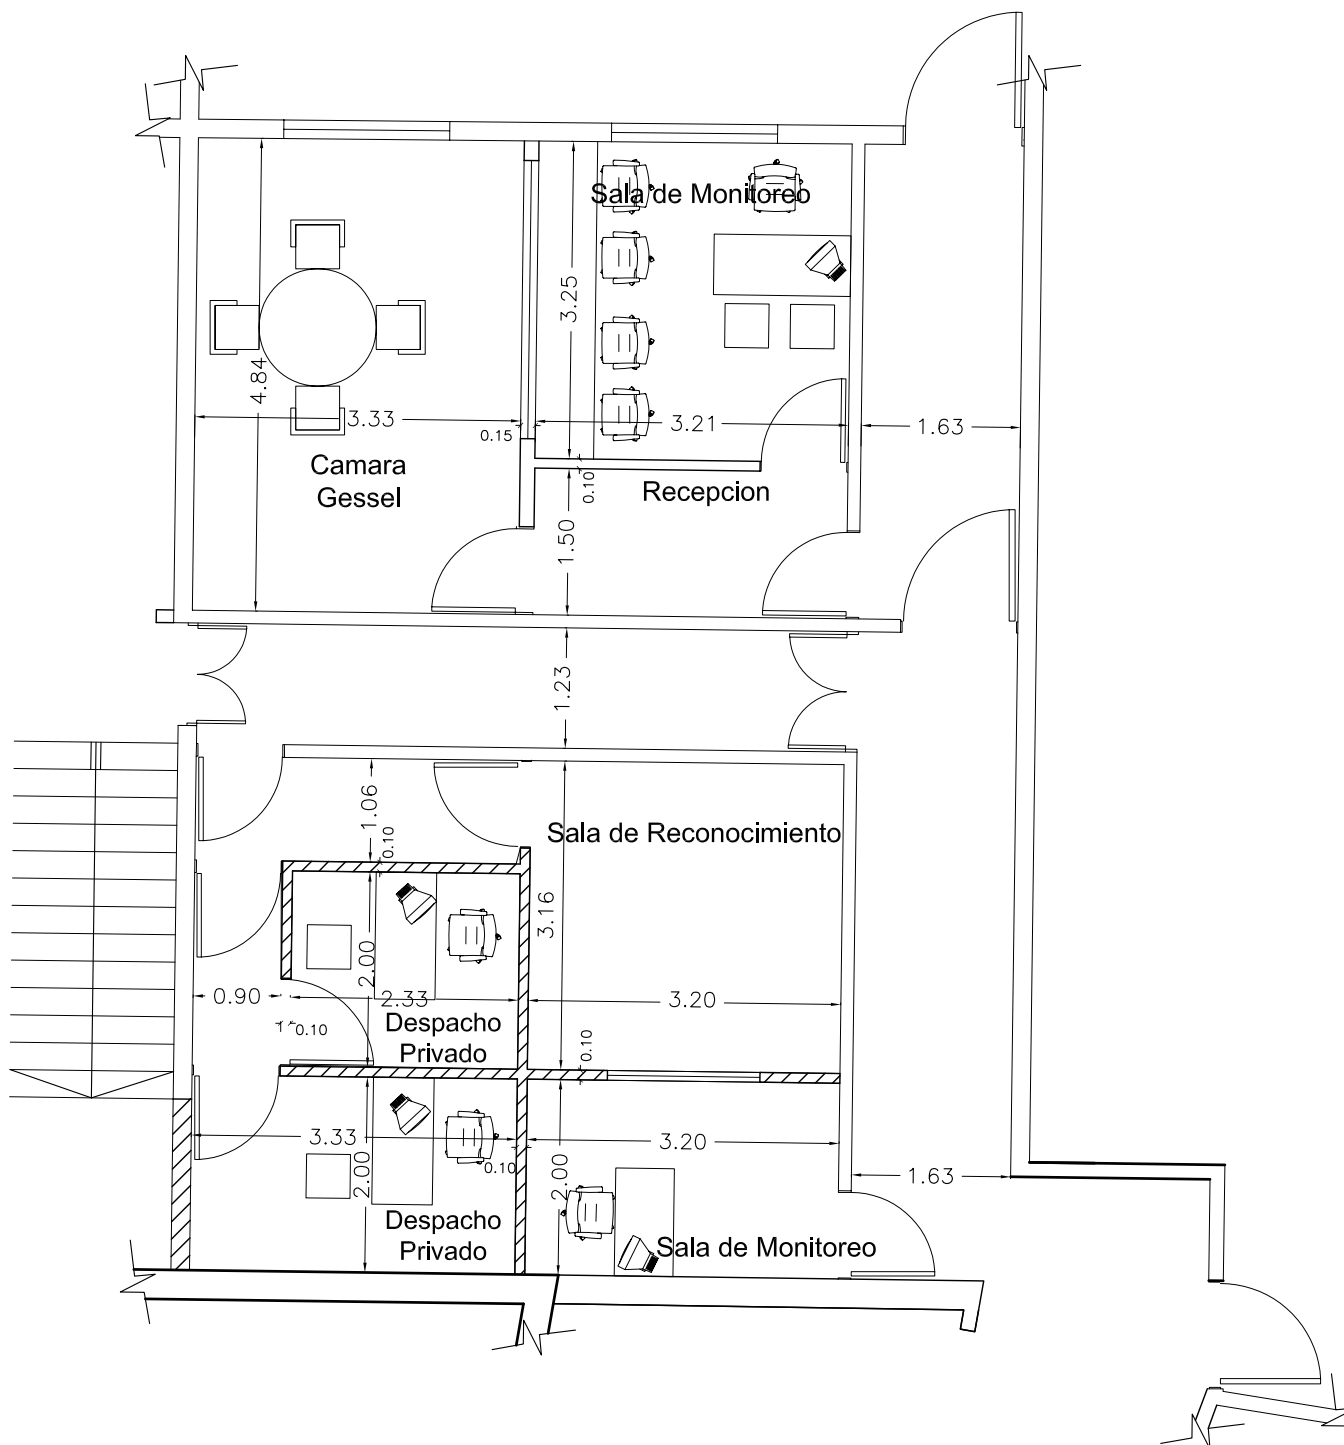 Sala de Monitoreo
3.25
4.84
3.33
0.15
3.21
1.63
Camara
Gessel
0.10
Recepcion
1.50
1.23
1.06
0.10
Sala de Reconocimiento
3.16
2.00
0.90
2.33
3.20
0.10
Despacho
Privado
0.10
3.33
3.20
0.10
2.00
2.00
1.63
Despacho
Privado
Sala de Monitoreo